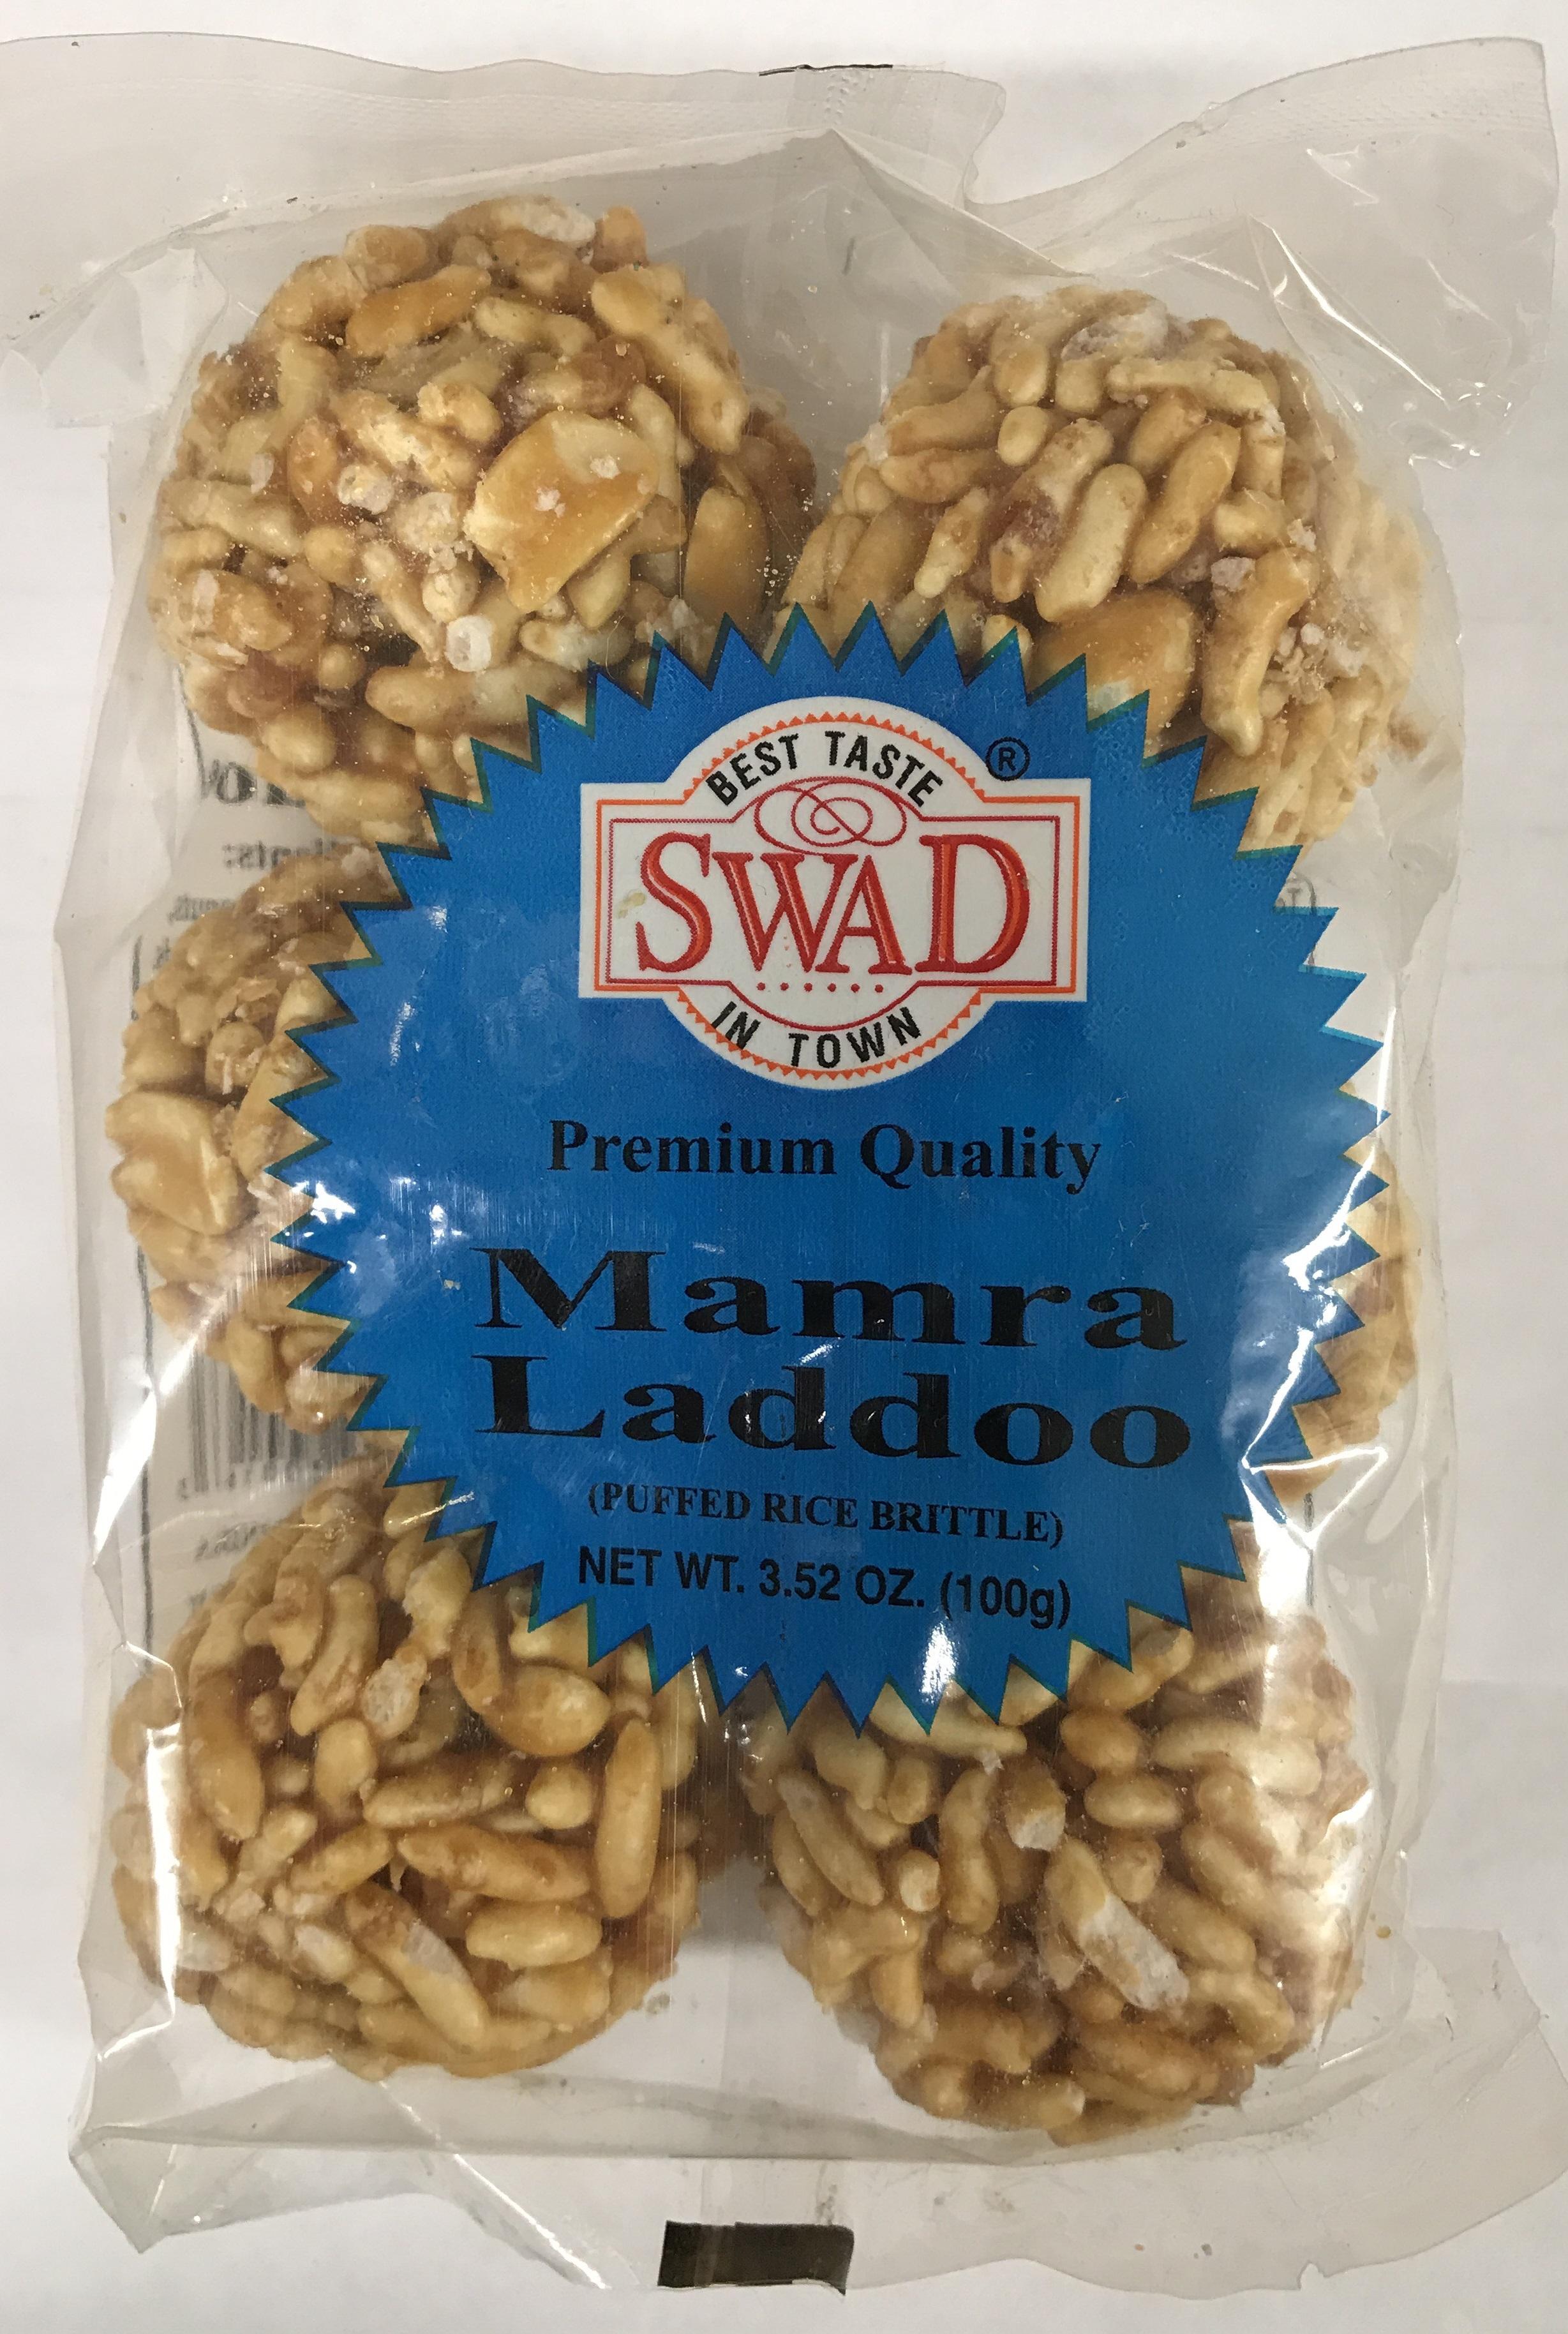 BEST TASTE
®
SWAD
IN TOWN
Premium Quality
Mamra
Laddoo
(PUFFED RICE BRITTLE)
NET WT. 3.52 OZ. (100g)